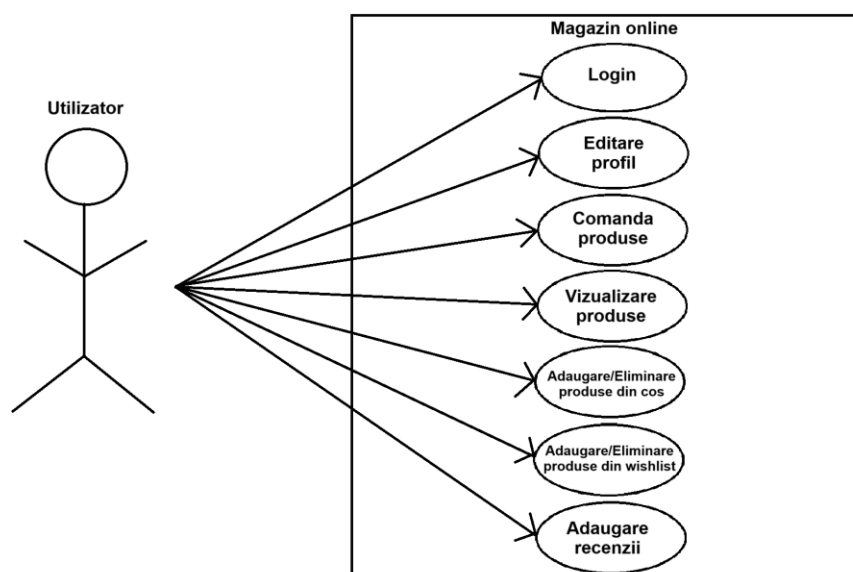 Magazin online
Login
Utilizator
Editare
profil
Comanda
produse
Vizualizare
produse
Adaugare/Eliminare
produse din cos
Adaugare/Eliminare
produse din wishlist
Adaugare
recenzii